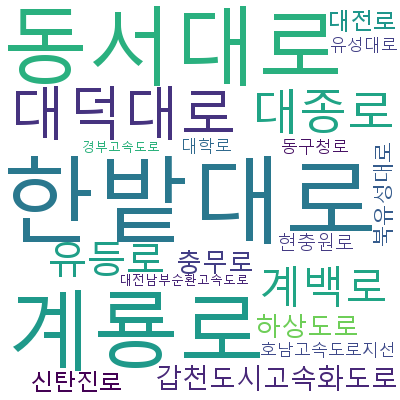 동서대로
대전로
유성대로
대덕대로
대종로
경부고속도로
대학로
동구청로
한밭대로
북유성대로
현충원로
유등로
충무로
대전남부순환고속도로
계백로
계룡로
하상도로
호남고속도로지선
신탄진로
갑천도시고속화도로